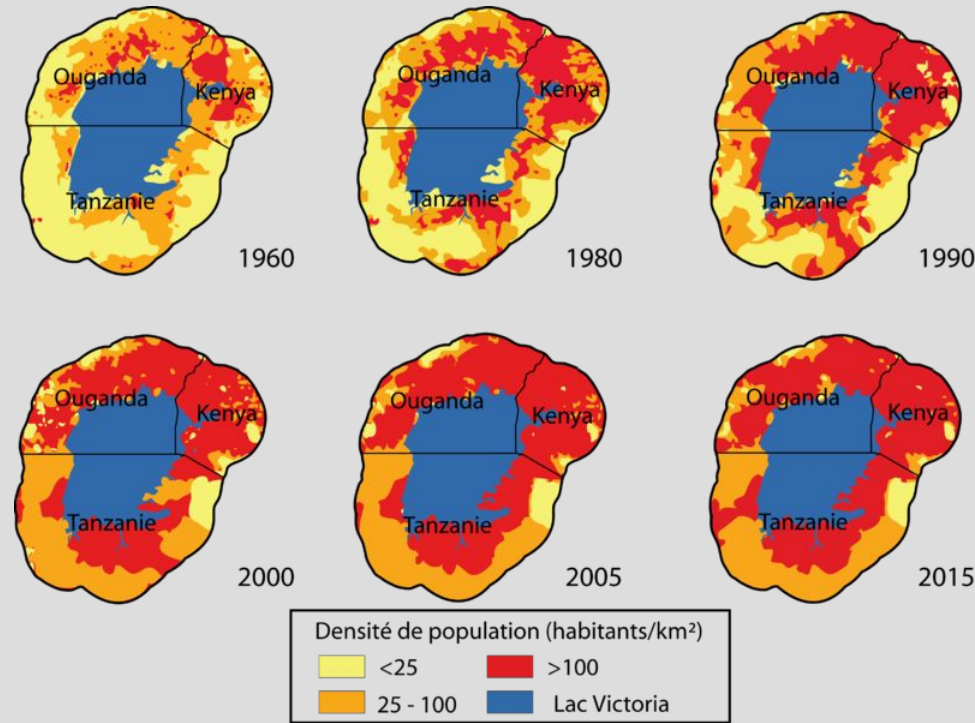 Ouganda
Kenya
Tanzanie
1960
Ouganda
Kenya
Tanzanie
1980
Ouganda
Kenya
Tanzanie
1990
Ouganda
Kenya
Tanzanie
2000
Ouganda
Kenya
Tanzanie
2005
Ouganda
Kenya
Tanzanie
2015
Densité de population (habitants/km²)
<25
>100
25 - 100
Lac Victoria